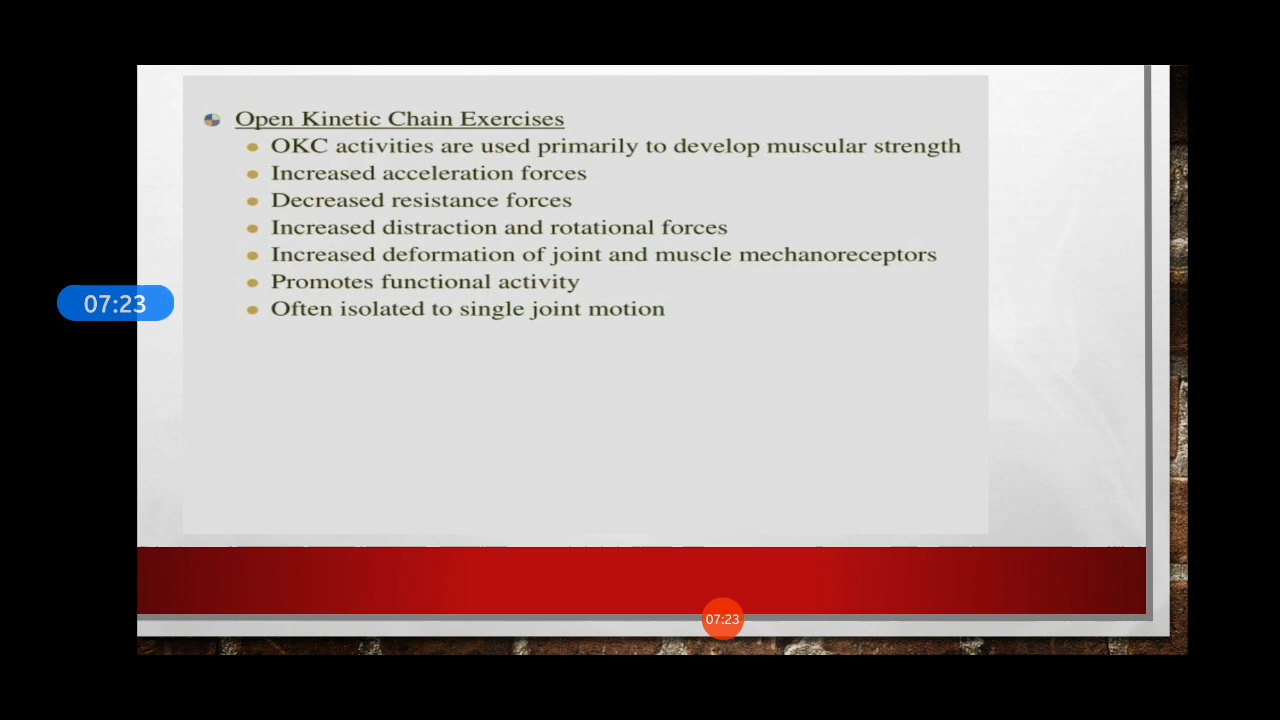 Open Kinetic Chain Exercises
OKC activities are used primarily to develop muscular strength
Increased acceleration forces
Decreased resistance forces
Increased distraction and rotational forces
Increased deformation of joint and muscle mechanoreceptors
Promotes functional activity
07:23
Often isolated to single joint motion
07:23